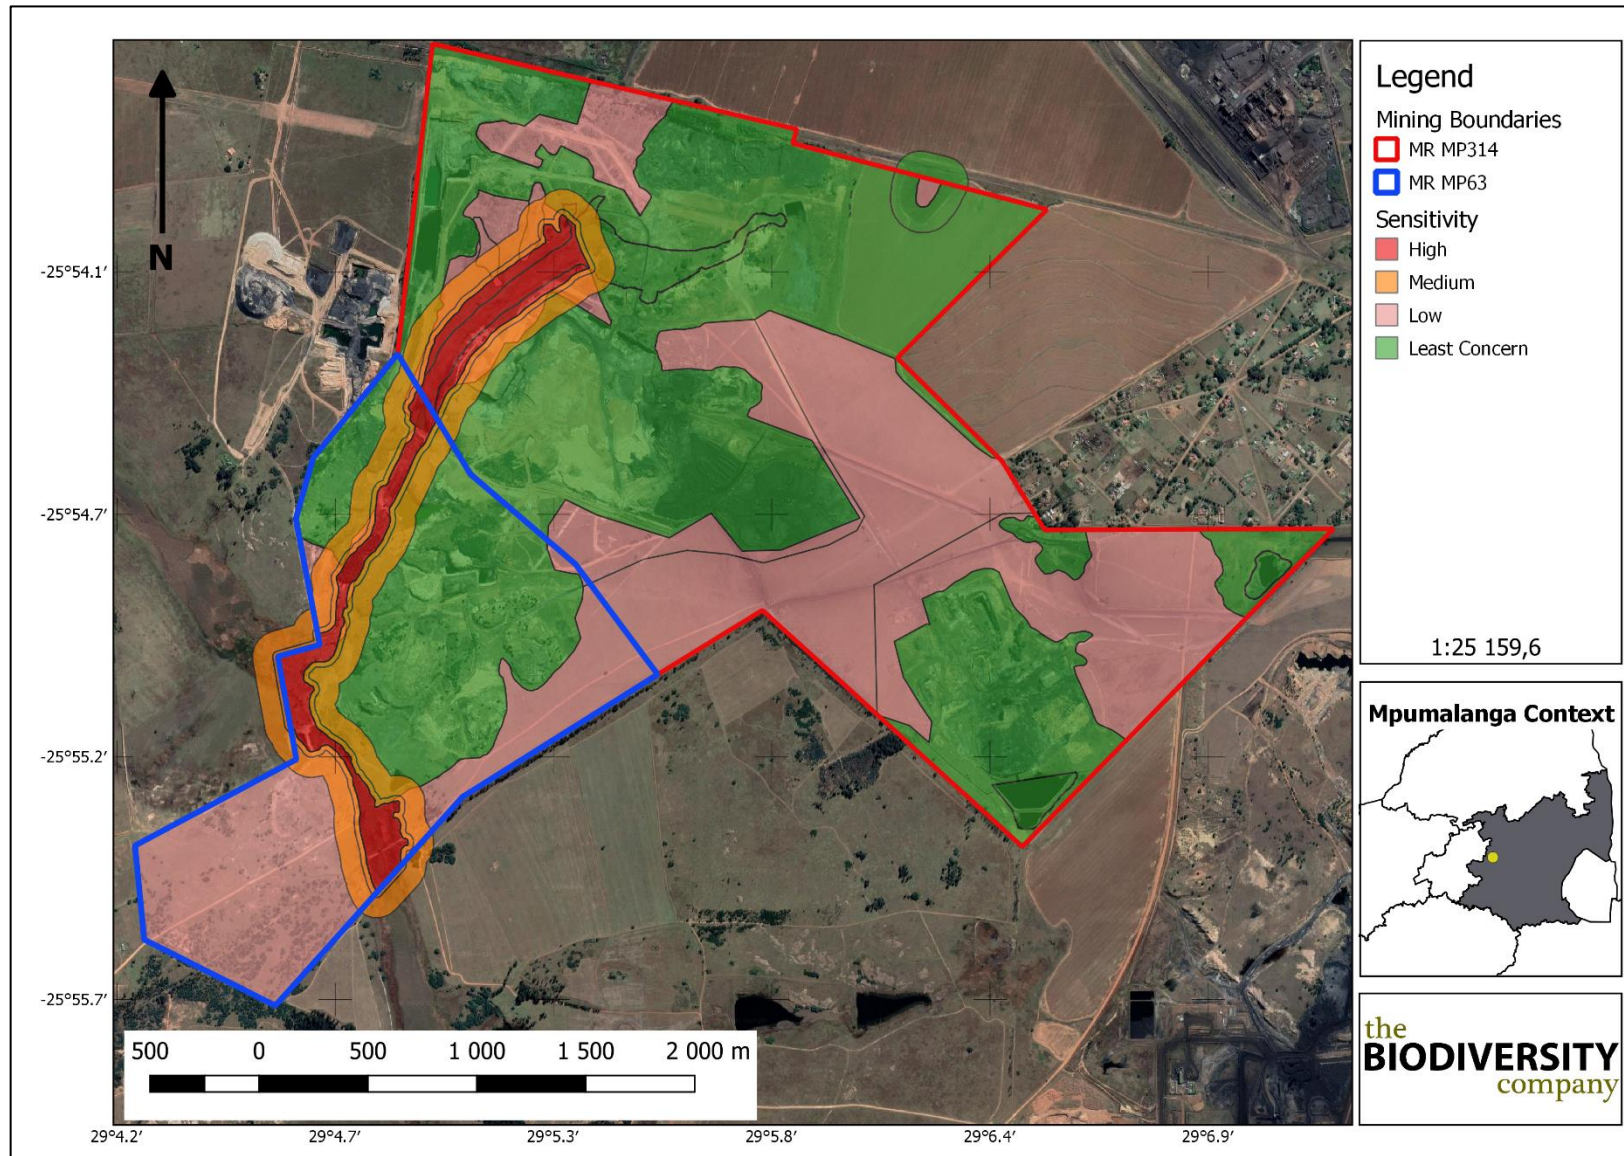 Legend
Mining Boundaries
MR MP314
MR MP63
Sensitivity
High
Medium
Low
Least Concern
1:25 159,6
Mpumalanga Context
the
BIODIVERSITY
company
N
-25°54.1'
-25°54.7'
-25°55.2'
-25°55.7'
500 0 500 1 000 1 500 2 000 m
29°4.2' 29°4.7' 29°5.3' 29°5.8' 29°6.4' 29°6.9'